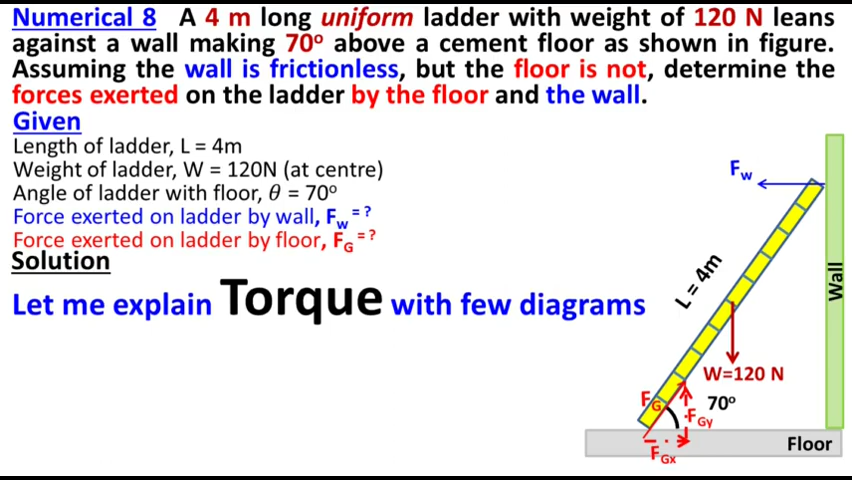 Numerical 8 A 4 m long uniform ladder with weight of 120 N leans
against a wall making 70° above a cement floor as shown in figure.
Assuming the wall is frictionless, but the floor is not, determine the
forces exerted on the ladder by the floor and the wall.
Given
Length of ladder, L = 4m
Weight of ladder, W = 120N (at centre)
Angle of ladder with floor, θ = 70°
Force exerted on ladder by wall, Fw = ?
Force exerted on ladder by floor, FG = ?
Solution
Let me explain Torque with few diagrams
Fw
L = 4m
Wall
W=120 N
FG
70°
FGy
FGx
Floor